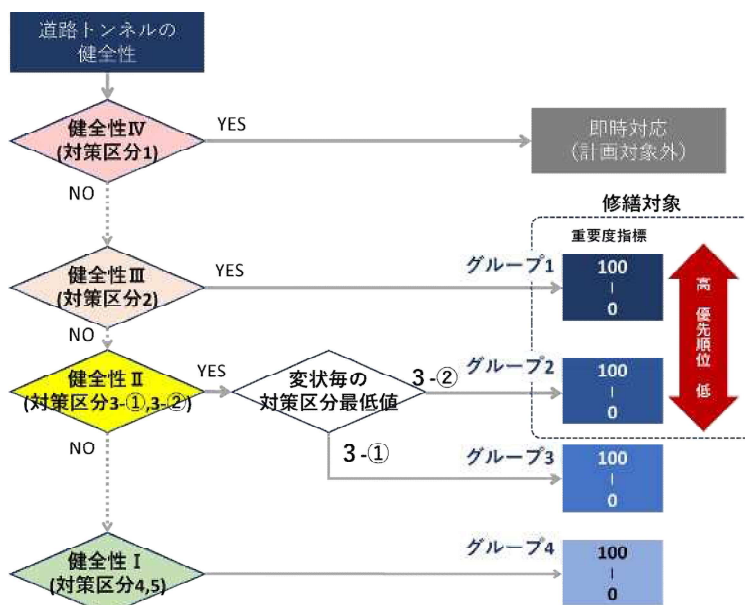 道路トンネルの
健全性
健全性Ⅳ
(対策区分1)
YES
即時対応
(計画対象外)
NO
修繕対象
重要度指標
健全性Ⅲ
(対策区分2)
YES
グループ1
100
|
0
高 優先順位 低
NO
健全性Ⅱ
(対策区分3-①,3-②)
YES
変状毎の
対策区分最低値
3-②
グループ2
100
|
0
NO
3-①
グループ3
100
|
0
健全性Ⅰ
(対策区分4,5)
グループ4
100
|
0